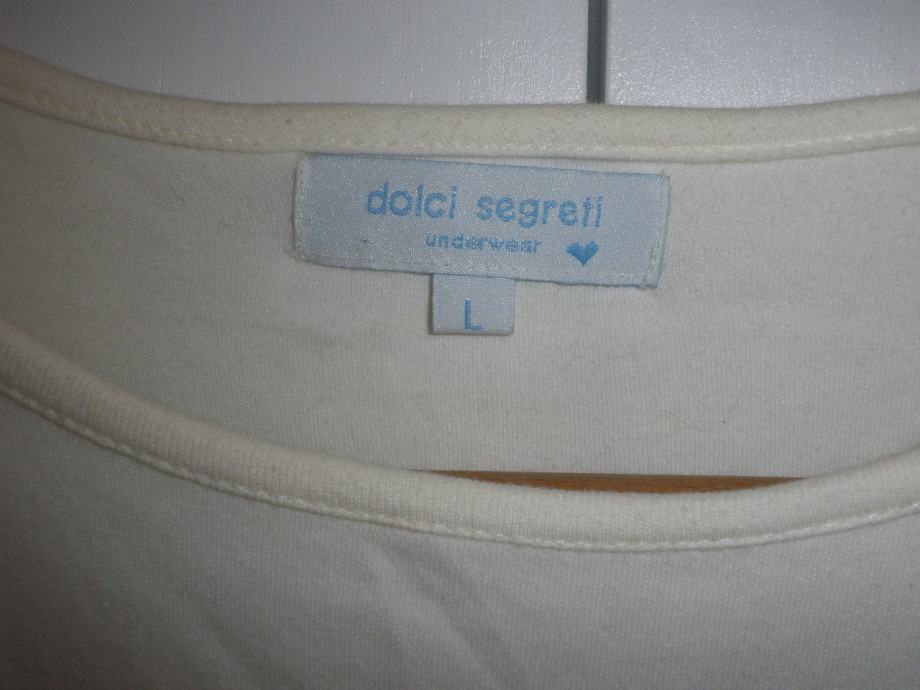 dolci segreti
underwear
L